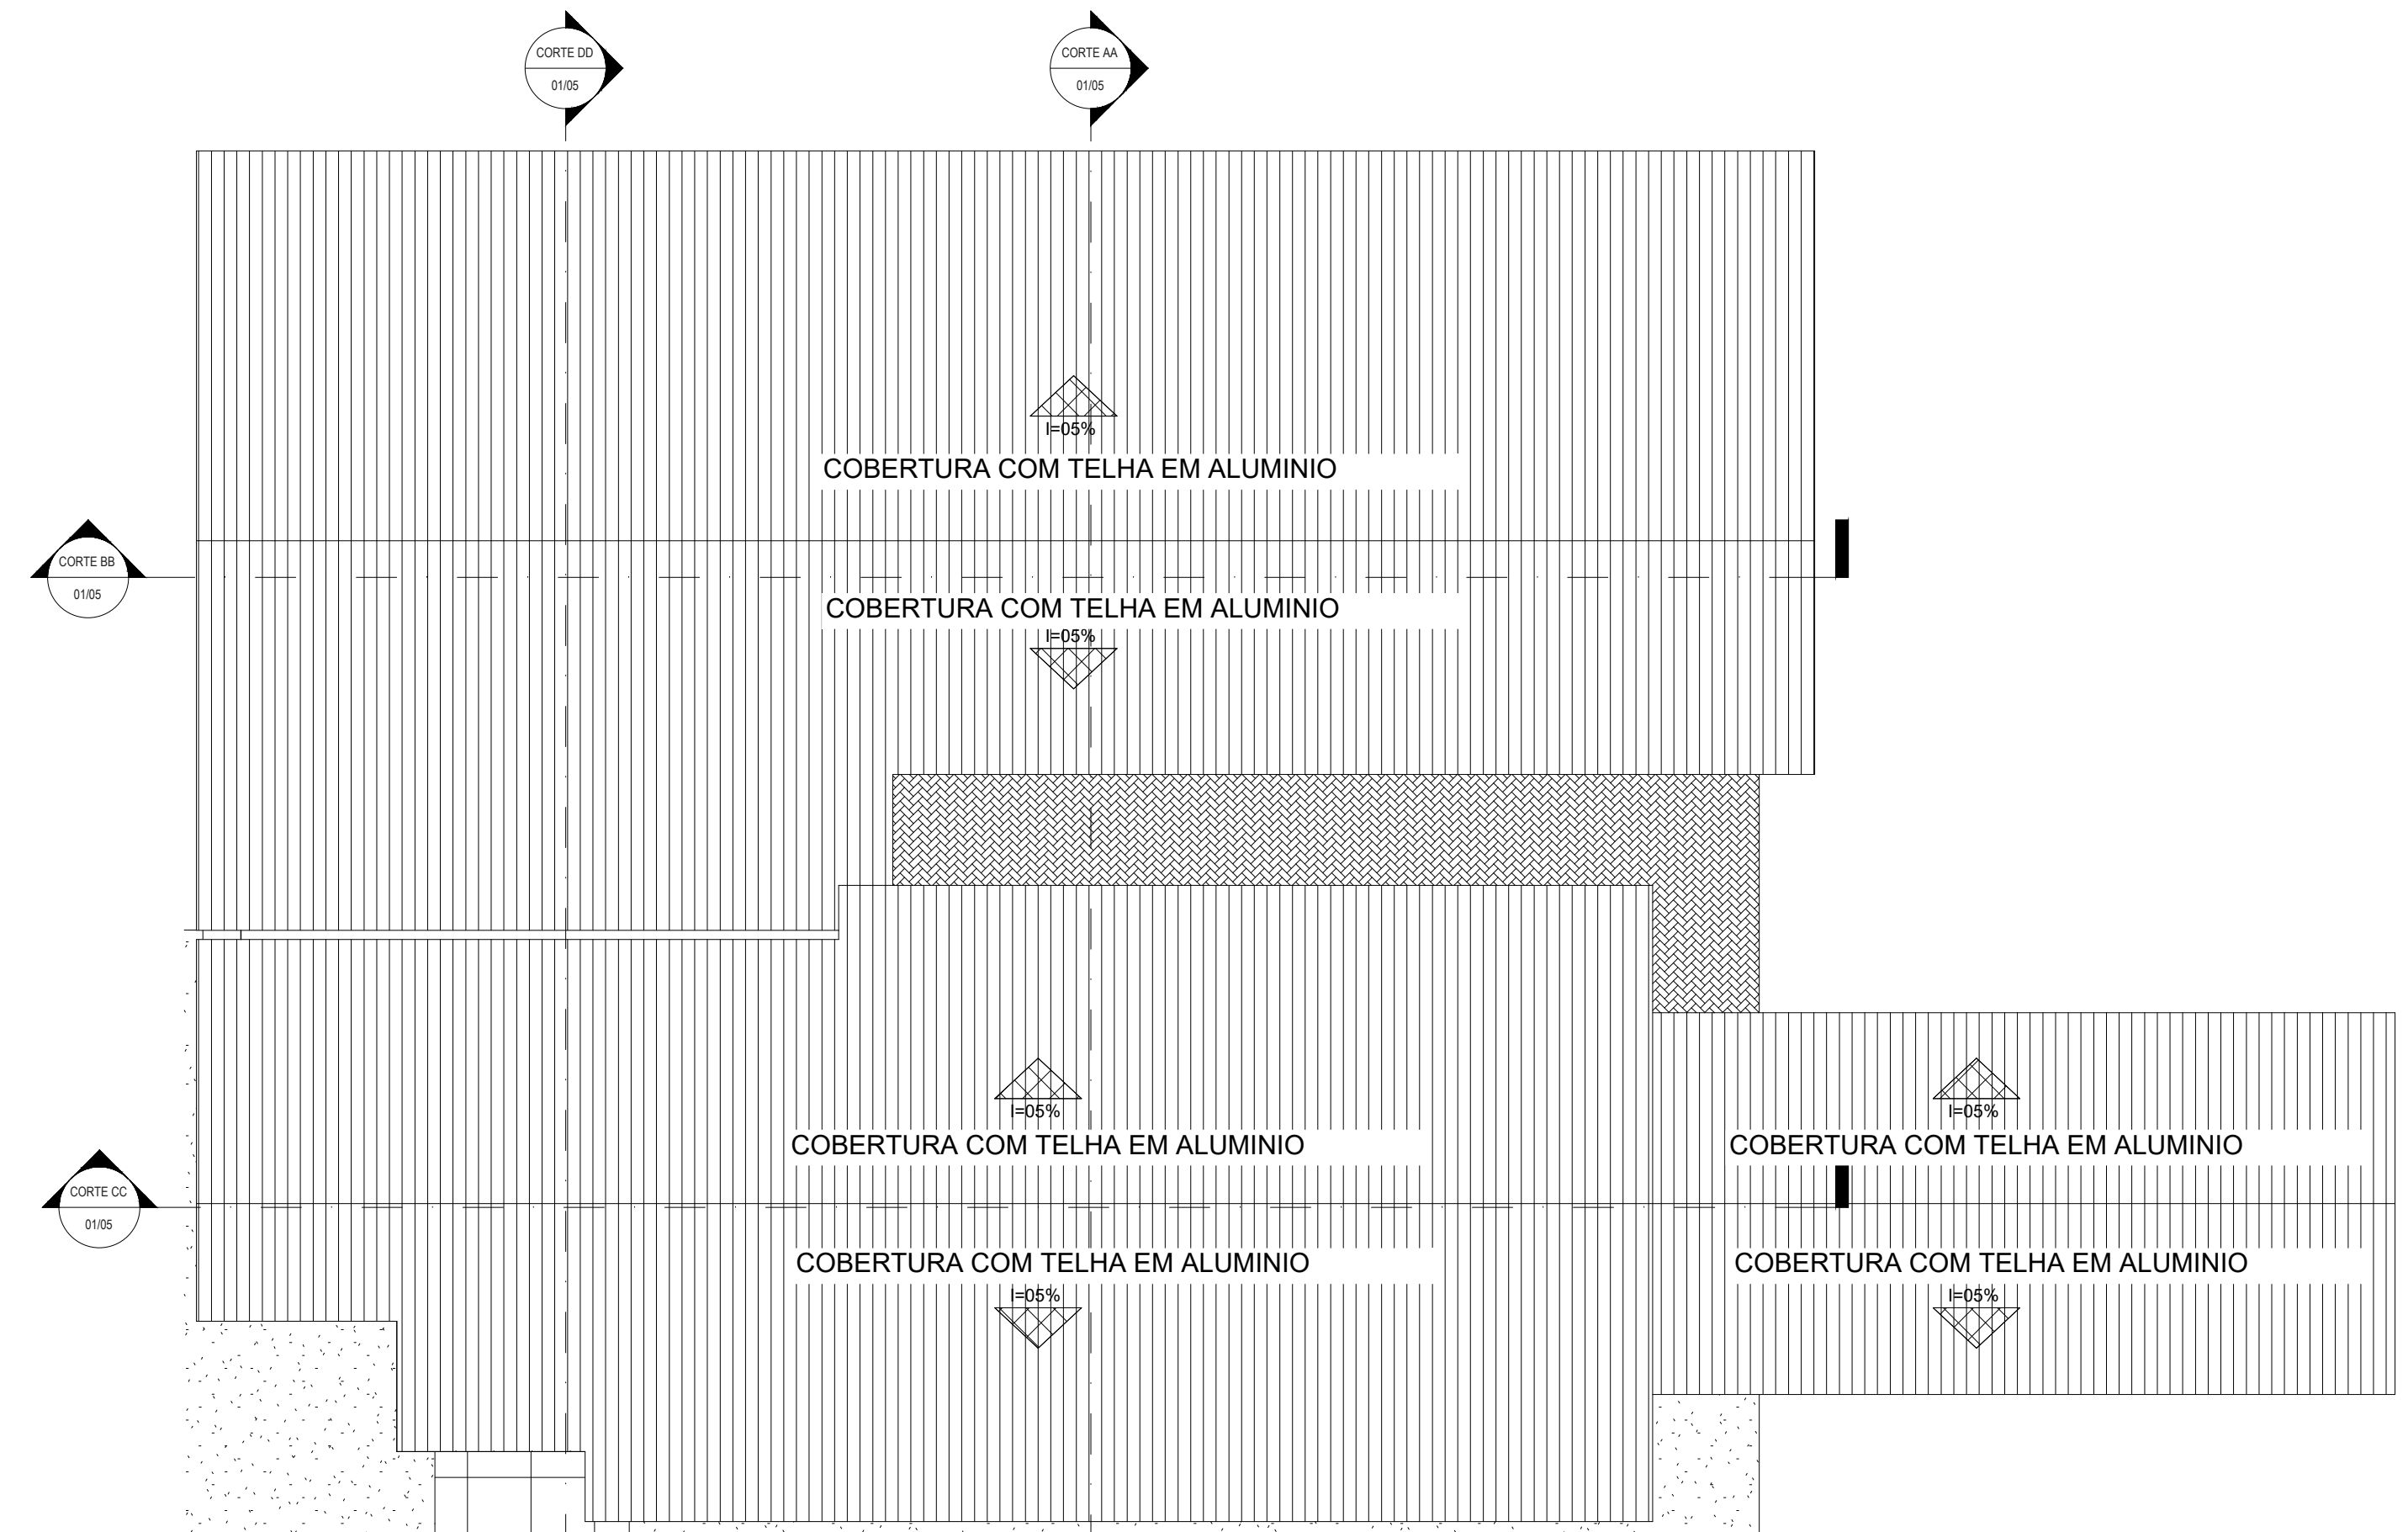 CORTE DD
01/05
CORTE AA
01/05
I=05%
COBERTURA COM TELHA EM ALUMINIO
CORTE BB
01/05
COBERTURA COM TELHA EM ALUMINIO
I=05%
I=05%
I=05%
COBERTURA COM TELHA EM ALUMINIO
COBERTURA COM TELHA EM ALUMINIO
CORTE CC
01/05
COBERTURA COM TELHA EM ALUMINIO
COBERTURA COM TELHA EM ALUMINIO
I=05%
I=05%